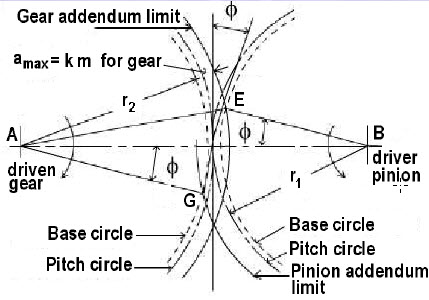 Gear addendum limit
ϕ
a max = k m for gear
r2
E
A
ϕ
B
driven
gear
ϕ
driver
pinion
r1
G
Base circle
Base circle
Pitch circle
Pitch circle
Pinion addendum
limit